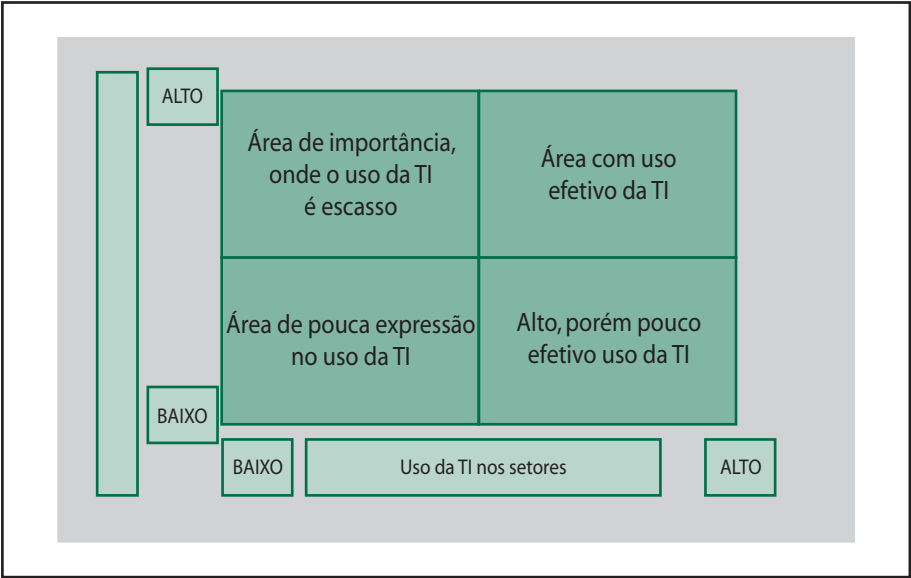 ALTO
Área de importância,
onde o uso da TI
é escasso
Área com uso
efetivo da TI
Área de pouca expressão
no uso da TI
Alto, porém pouco
efetivo uso da TI
BAIXO
BAIXO
Uso da TI nos setores
ALTO